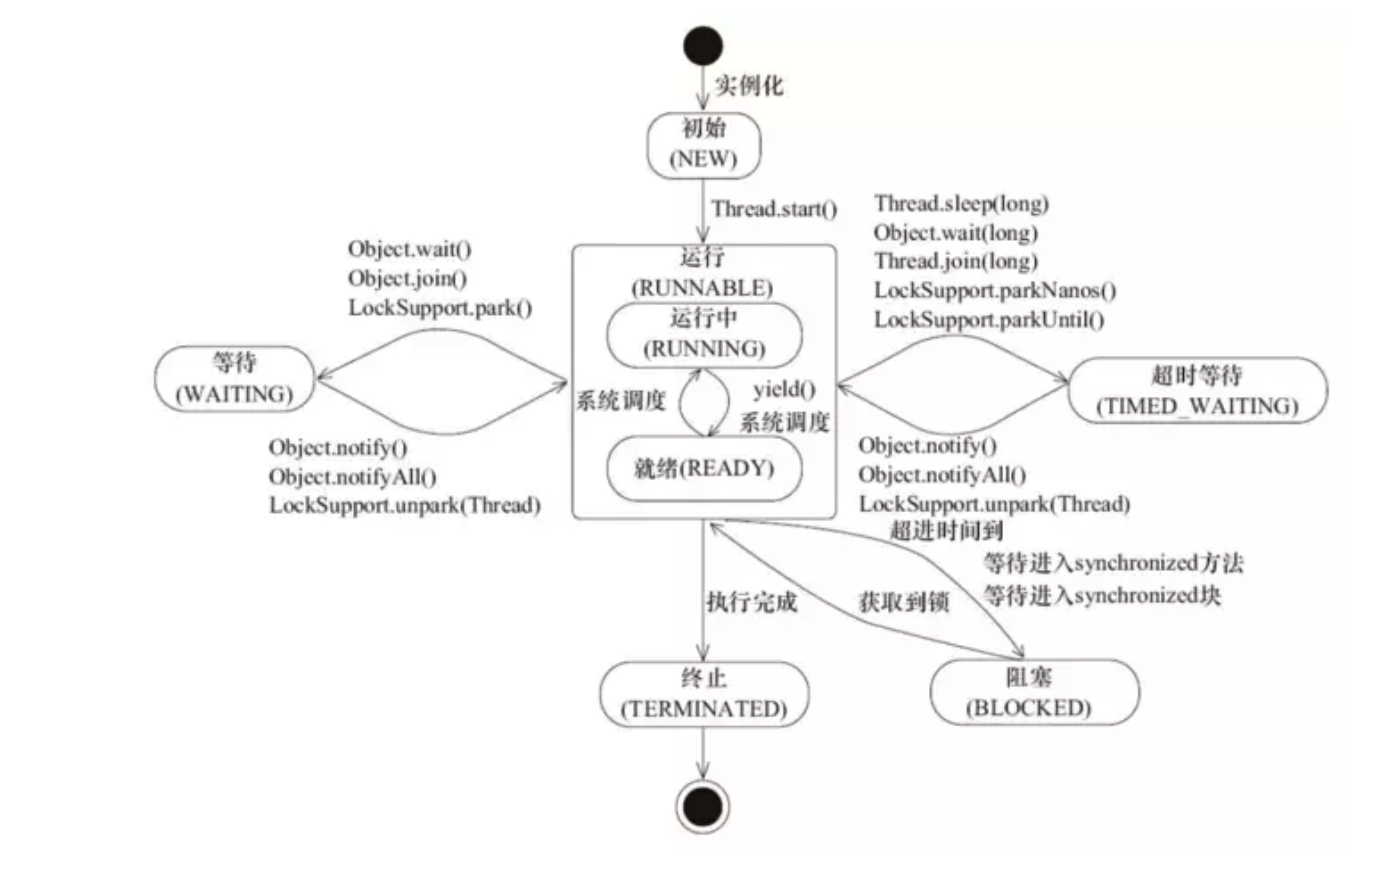 实例化
初始
(NEW)
Thread.start()
Object.wait()
Object.join()
LockSupport.park()
Thread.sleep(long)
Object.wait(long)
Thread.join(long)
LockSupport.parkNanos()
LockSupport.parkUntil()
运行
(RUNNABLE)
运行中
(RUNNING)
等待
(WAITING)
系统调度
yield()
系统调度
就绪(READY)
超时等待
(TIMED_WAITING)
Object.notify()
Object.notifyAll()
LockSupport.unpark(Thread)
Object.notify()
Object.notifyAll()
LockSupport.unpark(Thread)
超进时间到
等待进入synchronized方法
等待进入synchronized块
执行完成
获取到锁
终止
(TERMINATED)
阻塞
(BLOCKED)